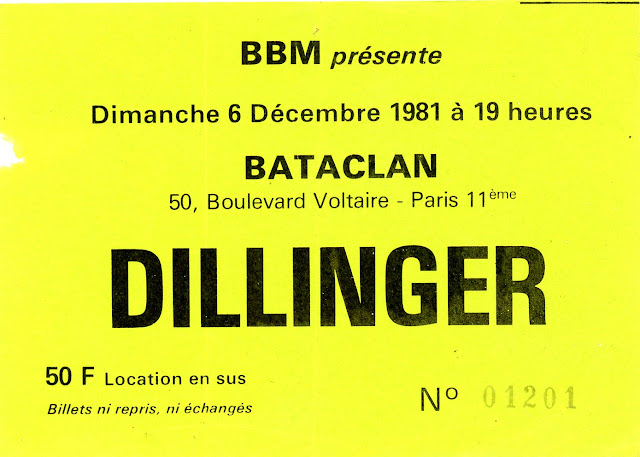 BBM présente
Dimanche 6 Décembre 1981 à 19 heures
BATACLAN
50, Boulevard Voltaire - Paris 11ème
DILLINGER
50 F Location en sus
Billets ni repris, ni échangés
Nº 01201